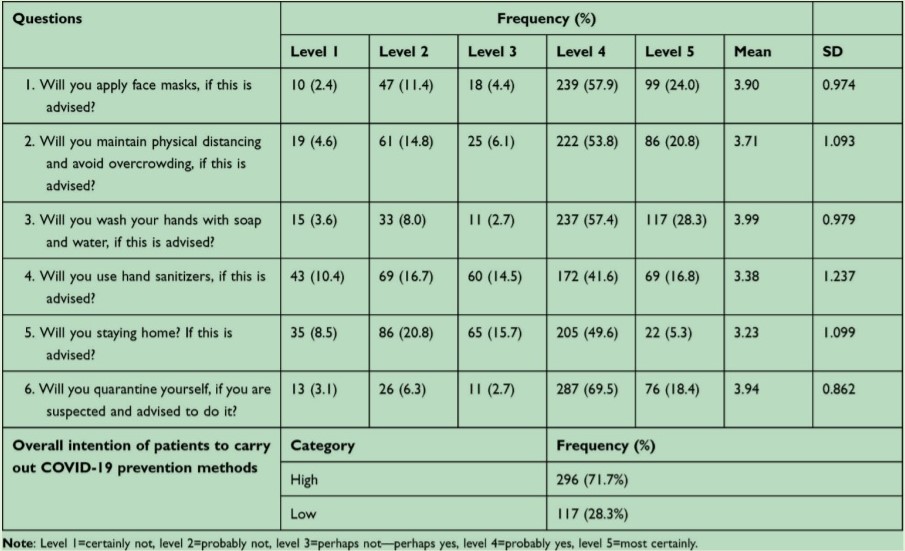 Questions
Frequency (%)
Level 1 Level 2 Level 3 Level 4 Level 5 Mean SD
1. Will you apply face masks, if this is
advised?
10 (2.4) 47 (11.4) 18 (4.4) 239 (57.9) 99 (24.0) 3.90 0.974
2. Will you maintain physical distancing
and avoid overcrowding, if this is
advised?
19 (4.6) 61 (14.8) 25 (6.1) 222 (53.8) 86 (20.8) 3.71 1.093
3. Will you wash your hands with soap
and water, if this is advised?
15 (3.6) 33 (8.0) 11 (2.7) 237 (57.4) 117 (28.3) 3.99 0.979
4. Will you use hand sanitizers, if this is
advised?
43 (10.4) 69 (16.7) 60 (14.5) 172 (41.6) 69 (16.8) 3.38 1.237
5. Will you staying home? If this is
advised?
35 (8.5) 86 (20.8) 65 (15.7) 205 (49.6) 22 (5.3) 3.23 1.099
6. Will you quarantine yourself, if you are
suspected and advised to do it?
13 (3.1) 26 (6.3) 11 (2.7) 287 (69.5) 76 (18.4) 3.94 0.862
Overall intention of patients to carry
out COVID-19 prevention methods
Category Frequency (%)
High 296 (71.7%)
Low 117 (28.3%)
Note: Level 1=certainly not, level 2=probably not, level 3=perhaps not—perhaps yes, level 4=probably yes, level 5=most certainly.